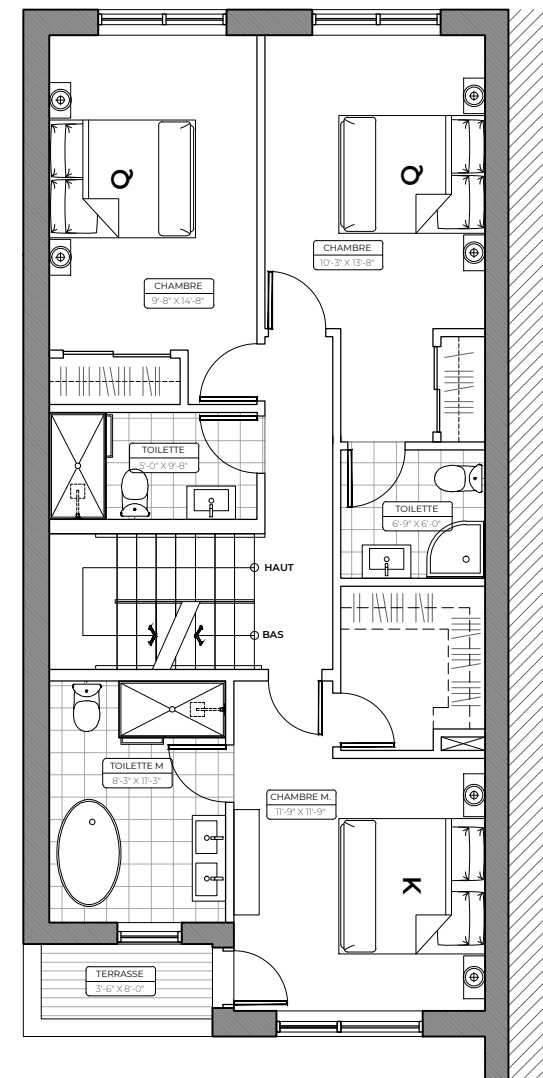 Q
Q
CHAMBRE
10'-3" X 13'-8"
CHAMBRE
9'-8" X 14'-8"
TOILETTE
5'-0" X 9'-8"
TOILETTE
6'-9" X 6'-0"
HAUT
BAS
TOILETTE M
8'-3" X 11'-3"
CHAMBRE M.
11'-9" X 11'-9"
K
TERRASSE
3'-6" X 8'-0"